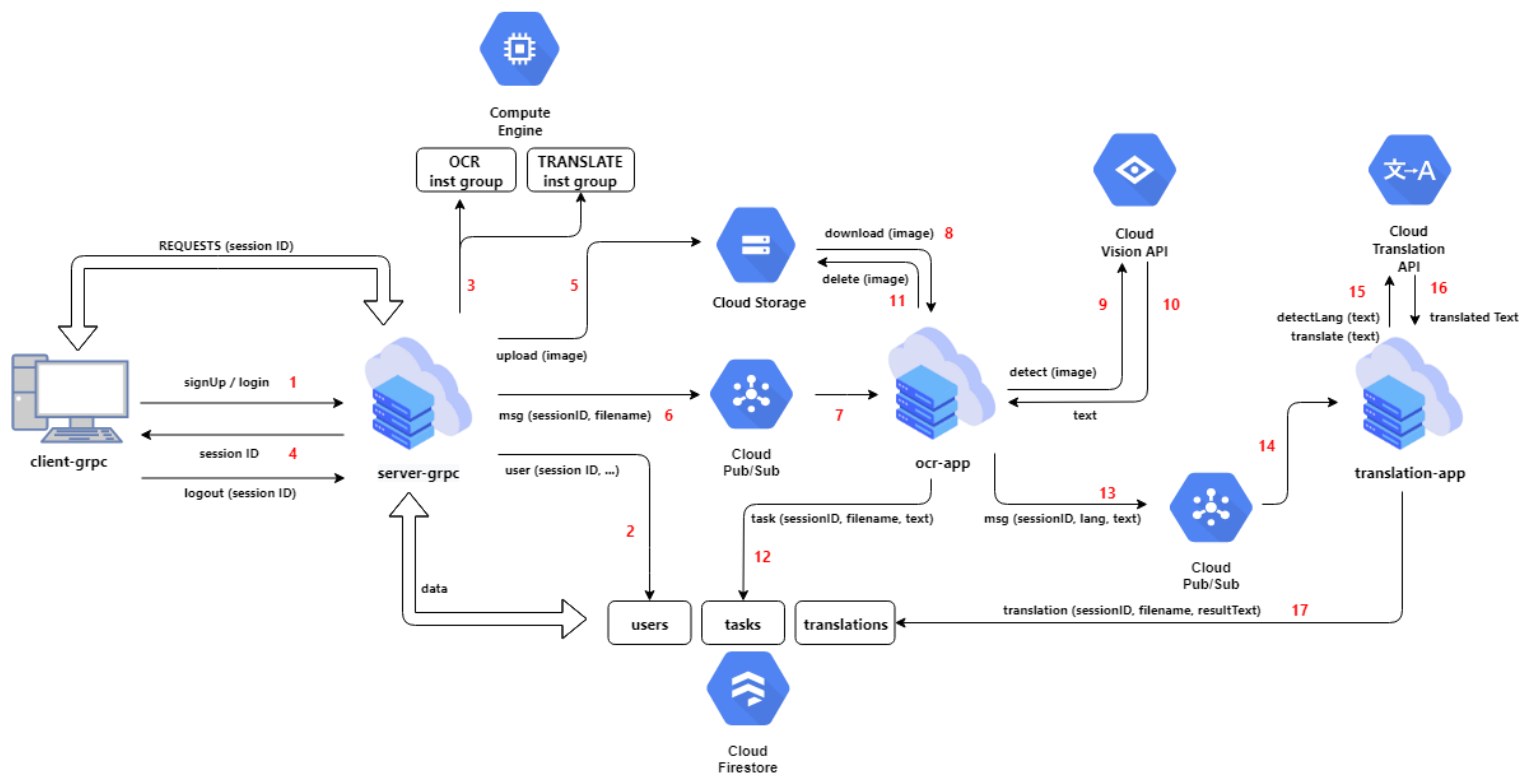 Compute
Engine
OCR
inst group
TRANSLATE
inst group
REQUESTS (session ID)
3
5
upload (image)
Cloud Storage
download (image) 8
delete (image)
11
Cloud
Vision API
9
10
detect (image)
text
Cloud
Translation
API
15
16
detectLang (text)
translate (text)
translated Text
signUp / login 1
session ID 4
logout (session ID)
client-grpc
server-grpc
msg (sessionID, filename) 6
7
Cloud
Pub/Sub
user (session ID, ...)
2
ocr-app
task (sessionID, filename, text)
12
13
msg (sessionID, lang, text)
14
Cloud
Pub/Sub
translation-app
data
users
tasks
translations
translation (sessionID, filename, resultText) 17
Cloud
Firestore